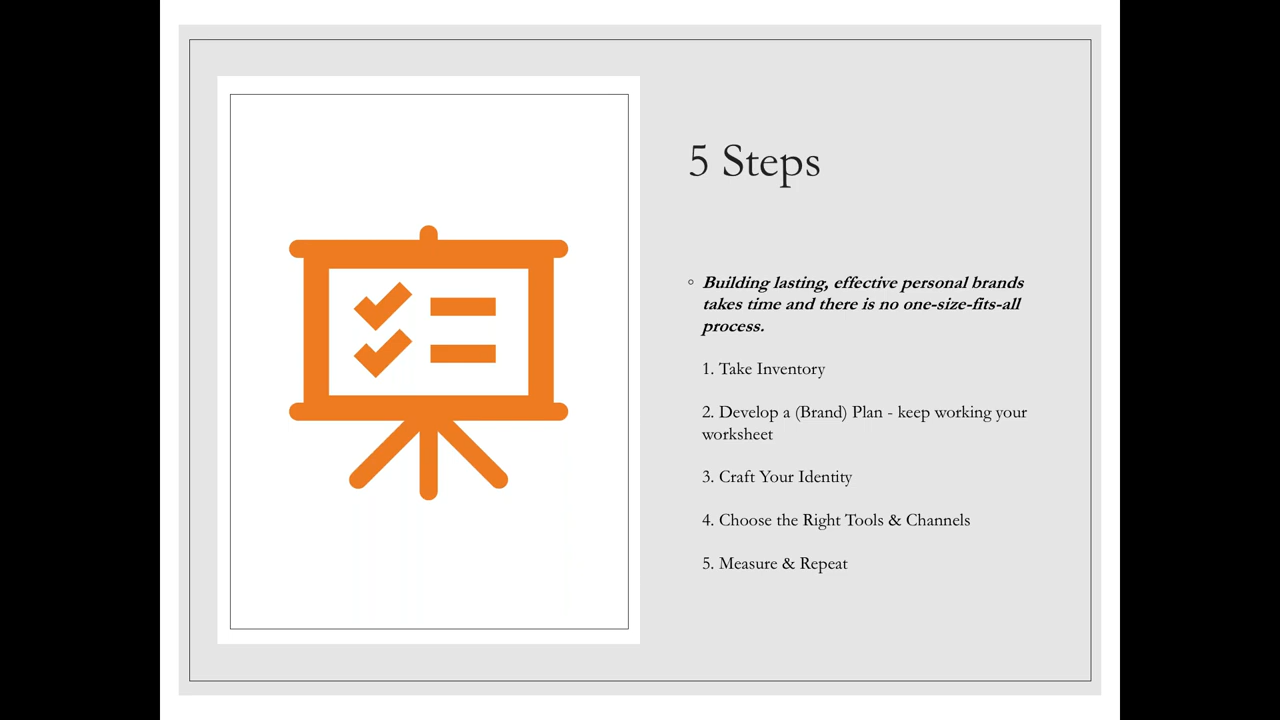 5 Steps
Building lasting, effective personal brands
takes time and there is no one-size-fits-all
process.
1. Take Inventory
2. Develop a (Brand) Plan - keep working your
worksheet
3. Craft Your Identity
4. Choose the Right Tools & Channels
5. Measure & Repeat